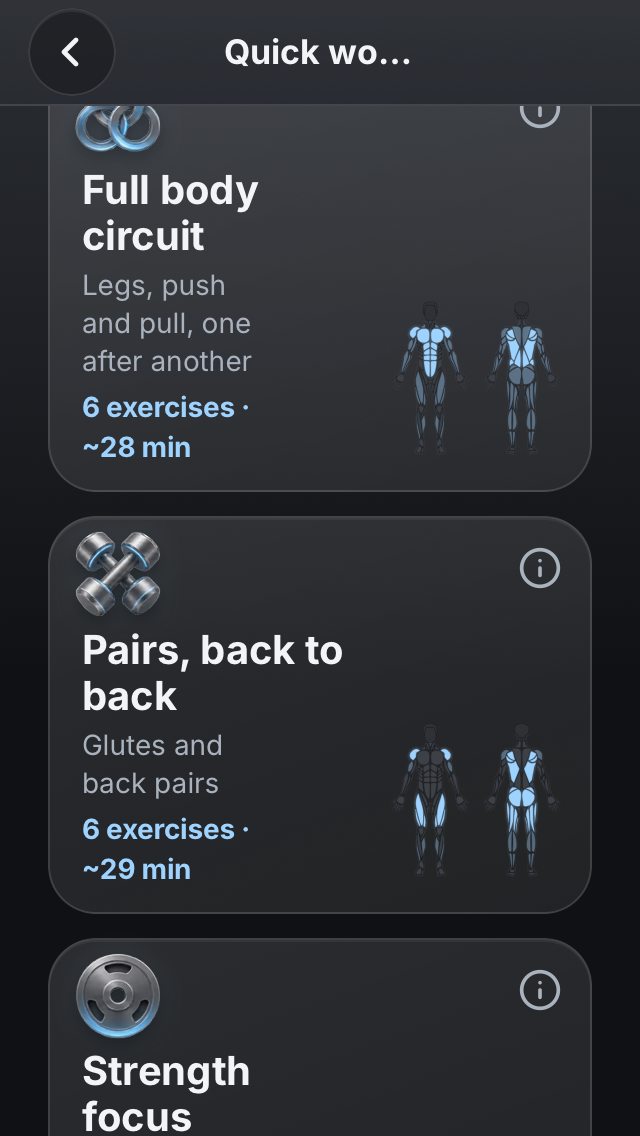 Quick wo...
Full body
circuit
Legs, push
and pull, one
after another
6 exercises ·
~28 min
Pairs, back to
back
Glutes and
back pairs
6 exercises ·
~29 min
Strength
focus